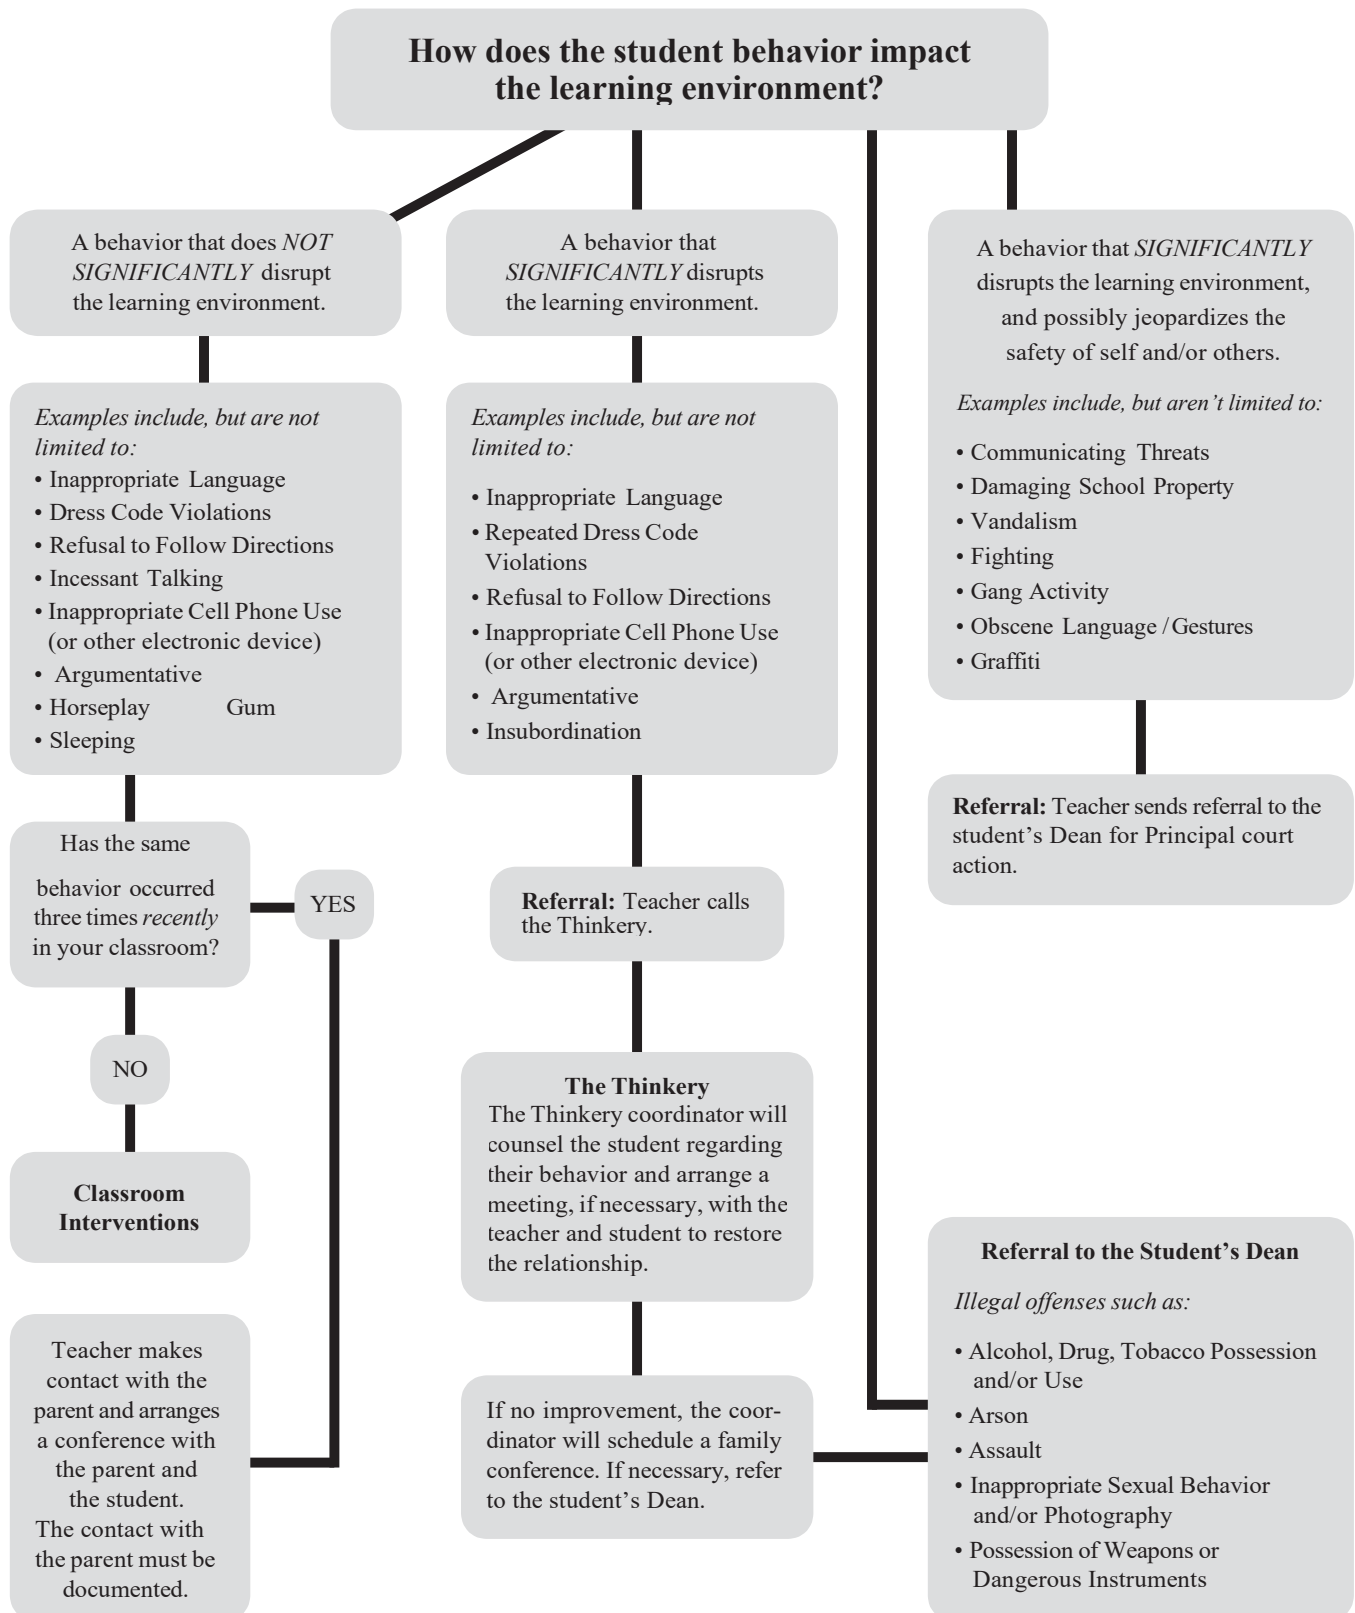 How does the student behavior impact
the learning environment?
A behavior that does NOT
SIGNIFICANTLY disrupt
the learning environment.
Examples include, but are not
limited to:
• Inappropriate Language
• Dress Code Violations
• Refusal to Follow Directions
• Incessant Talking
• Inappropriate Cell Phone Use
(or other electronic device)
• Argumentative
• Horseplay Gum
• Sleeping
Has the same
behavior occurred
three times recently
in your classroom?
YES
NO
Classroom
Interventions
Teacher makes
contact with the
parent and arranges
a conference with
the parent and
the student.
The contact with
the parent must be
documented.
A behavior that
SIGNIFICANTLY disrupts
the learning environment.
Examples include, but are not
limited to:
• Inappropriate Language
• Repeated Dress Code
Violations
• Refusal to Follow Directions
• Inappropriate Cell Phone Use
(or other electronic device)
• Argumentative
• Insubordination
Referral: Teacher calls
the Thinkery.
The Thinkery
The Thinkery coordinator will
counsel the student regarding
their behavior and arrange a
meeting, if necessary, with the
teacher and student to restore
the relationship.
If no improvement, the coor-
dinator will schedule a family
conference. If necessary, refer
to the student's Dean.
A behavior that SIGNIFICANTLY
disrupts the learning environment,
and possibly jeopardizes the
safety of self and/or others.
Examples include, but aren't limited to:
• Communicating Threats
• Damaging School Property
• Vandalism
• Fighting
• Gang Activity
• Obscene Language / Gestures
• Graffiti
Referral: Teacher sends referral to the
student's Dean for Principal court
action.
Referral to the Student's Dean
Illegal offenses such as:
• Alcohol, Drug, Tobacco Possession
and/or Use
• Arson
• Assault
• Inappropriate Sexual Behavior
and/or Photography
• Possession of Weapons or
Dangerous Instruments